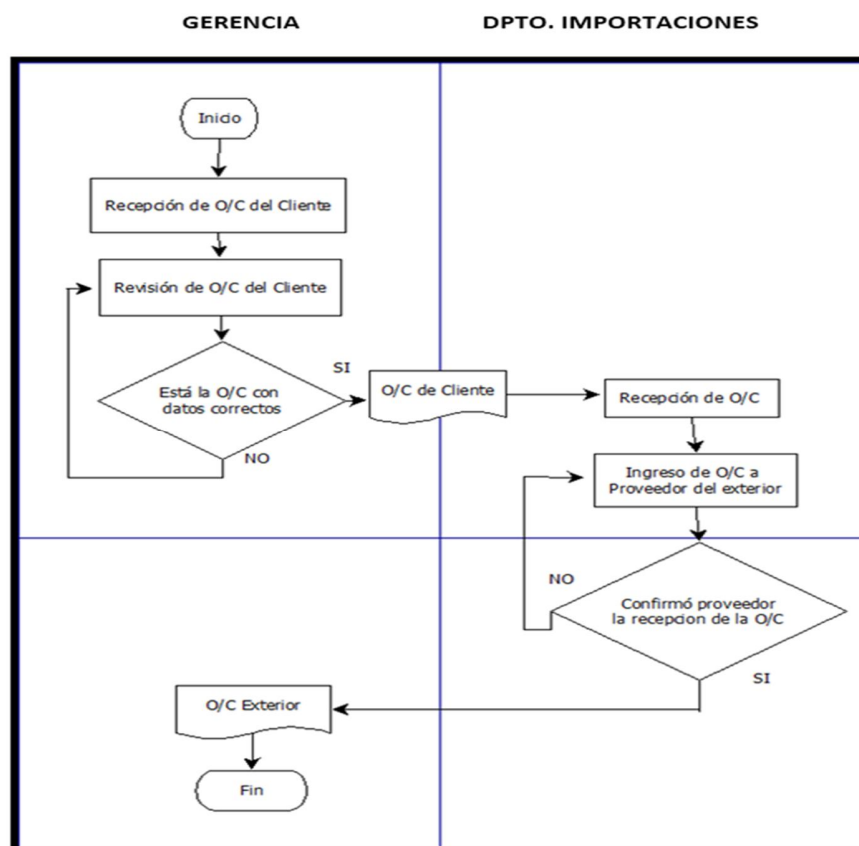 GERENCIA
DPTO. IMPORTACIONES
Inicio
Recepción de O/C del Cliente
Revisión de O/C del Cliente
Está la O/C con
datos correctos
SI
NO
O/C de Cliente
Recepción de O/C
Ingreso de O/C a
Proveedor del exterior
NO
Confirmó proveedor
la recepcion de la O/C
SI
O/C Exterior
Fin